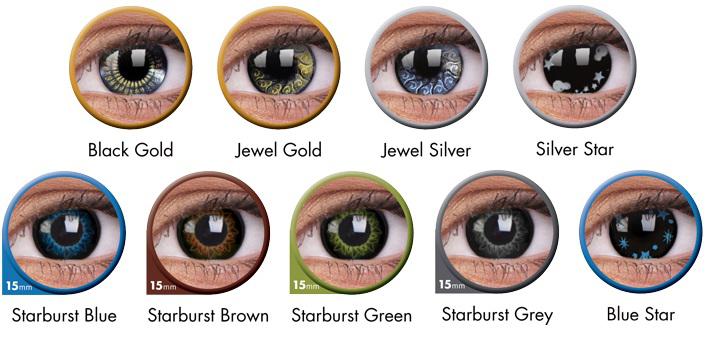 Black Gold
Jewel Gold
Jewel Silver
Silver Star
15mm
15mm
15mm
15mm
Starburst Blue
Starburst Brown
Starburst Green
Starburst Grey
Blue Star